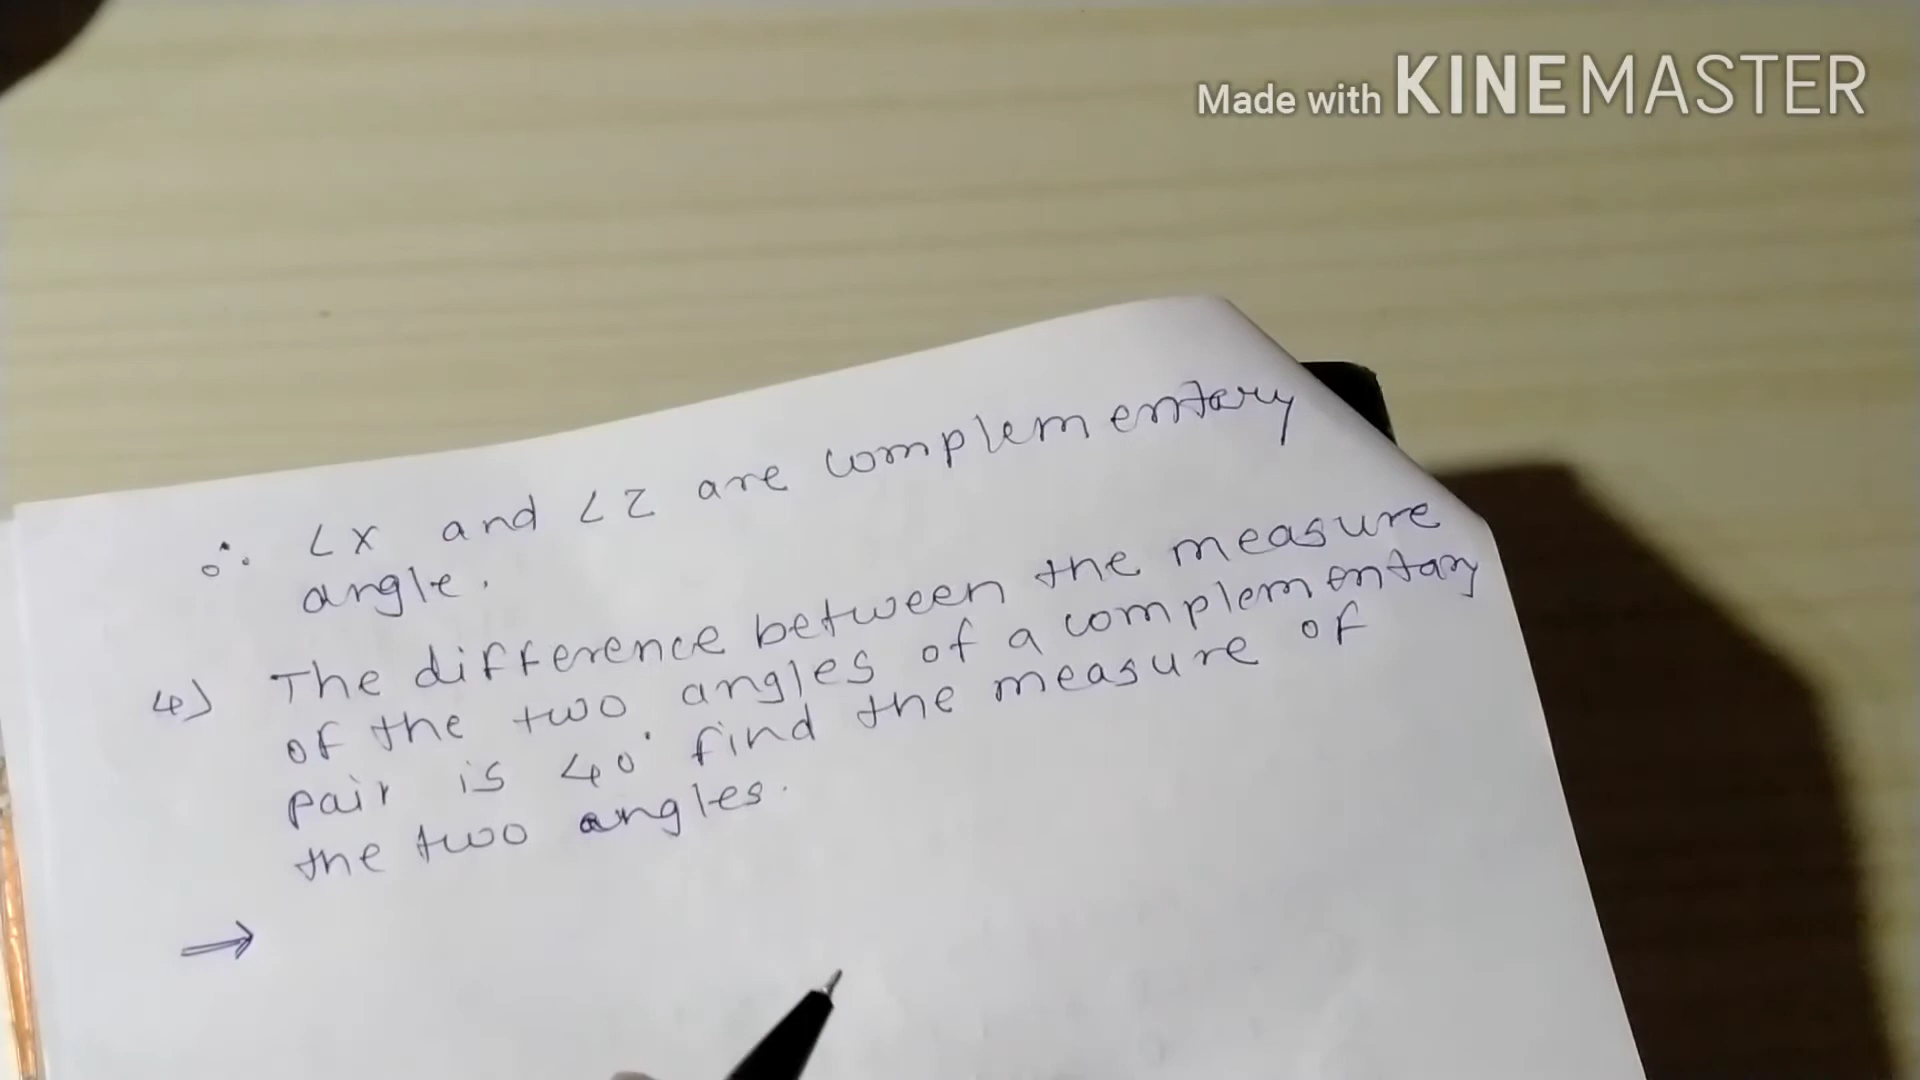 Made with KINEMASTER
∴ ∠X and ∠Z are complementary
angle.
4) The difference between the measure
of the two angles of a complementary
pair is 40° find the measure of
the two angles.
⇒